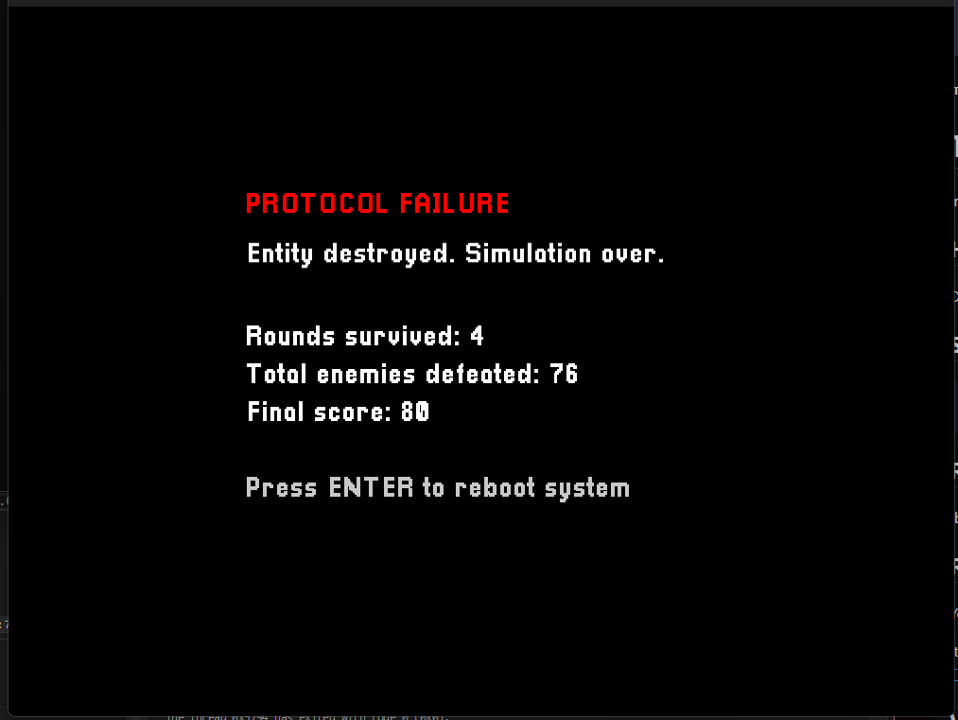 PROTOCOL FAILURE
Entity destroyed. Simulation over.
Rounds survived: 4
Total enemies defeated: 76
Final score: 80
Press ENTER to reboot system